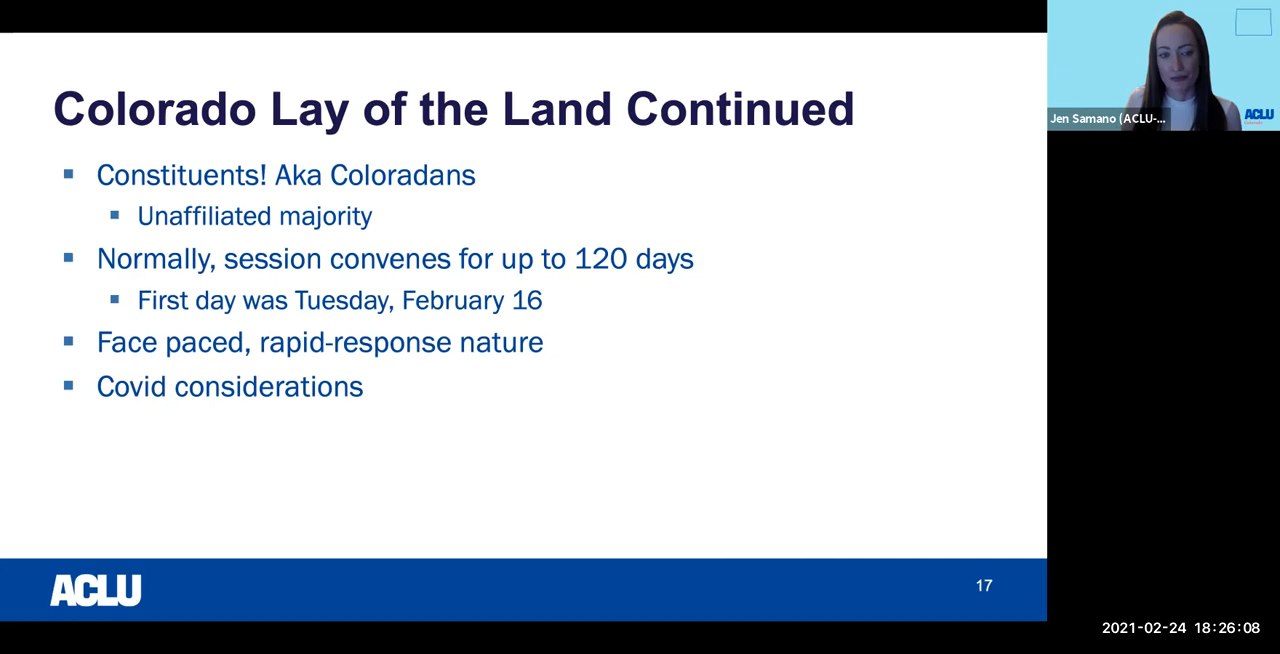 Colorado Lay of the Land Continued
Constituents! Aka Coloradans
Unaffiliated majority
Normally, session convenes for up to 120 days
First day was Tuesday, February 16
Face paced, rapid-response nature
Covid considerations
ACLU
17
Jen Samano (ACLU-...
ACLU
2021-02-24 18:26:08